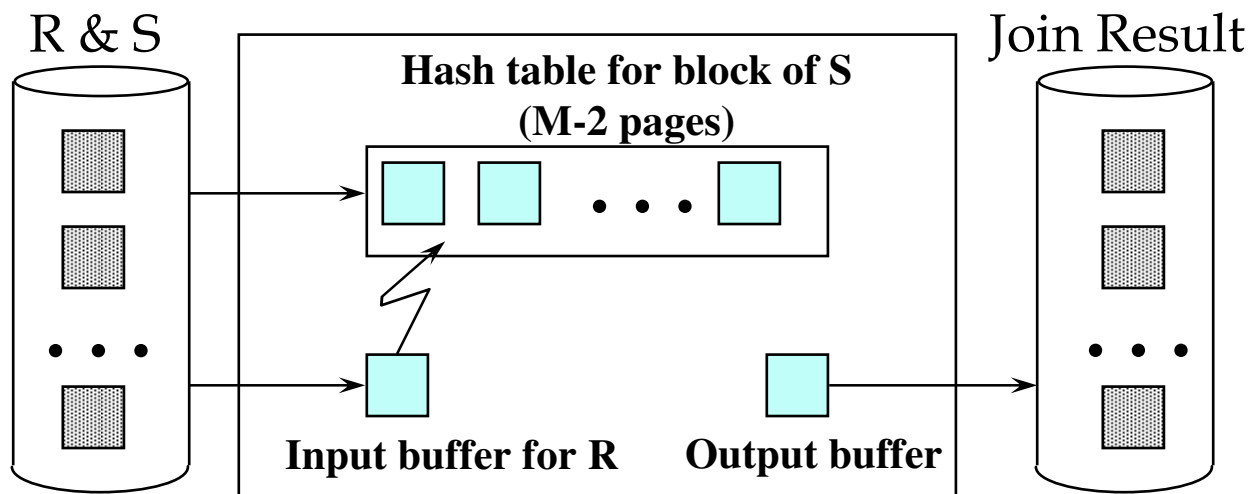 R & S
Join Result
Hash table for block of S
(M-2 pages)
Input buffer for R
Output buffer